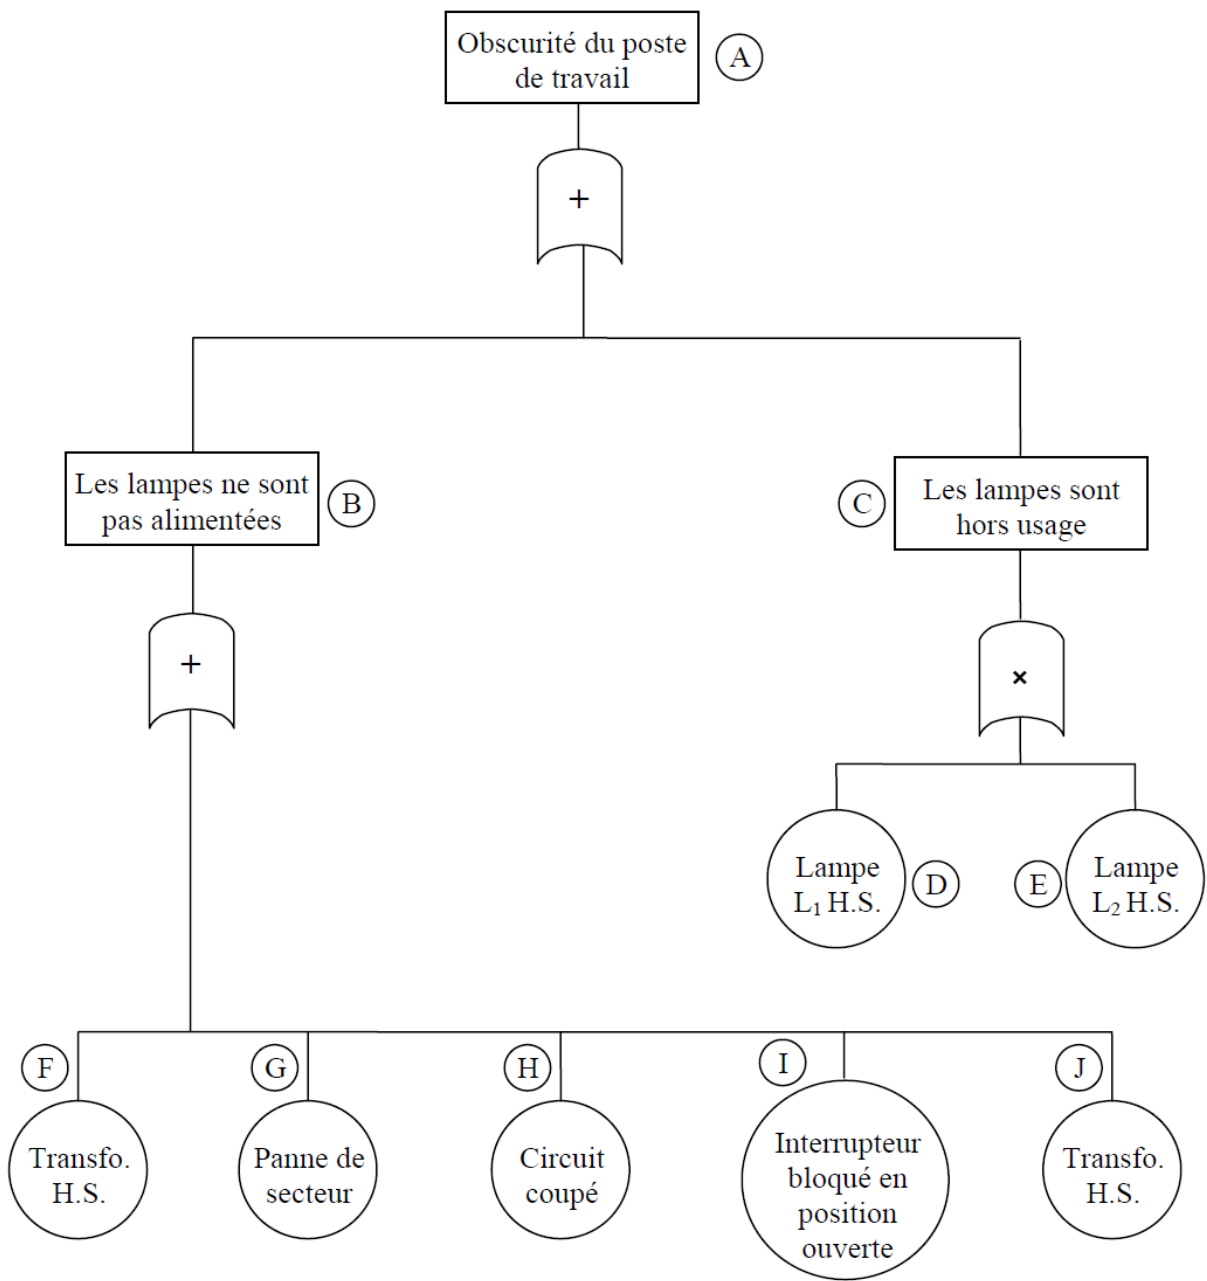 Obscurité du poste
de travail
A
+
Les lampes ne sont
pas alimentées
B
C
Les lampes sont
hors usage
+
×
Lampe
L₁ H.S.
D
E
Lampe
L₂ H.S.
F
G
H
I
J
Transfo.
H.S.
Panne de
secteur
Circuit
coupé
Interrupteur
bloqué en
position
ouverte
Transfo.
H.S.